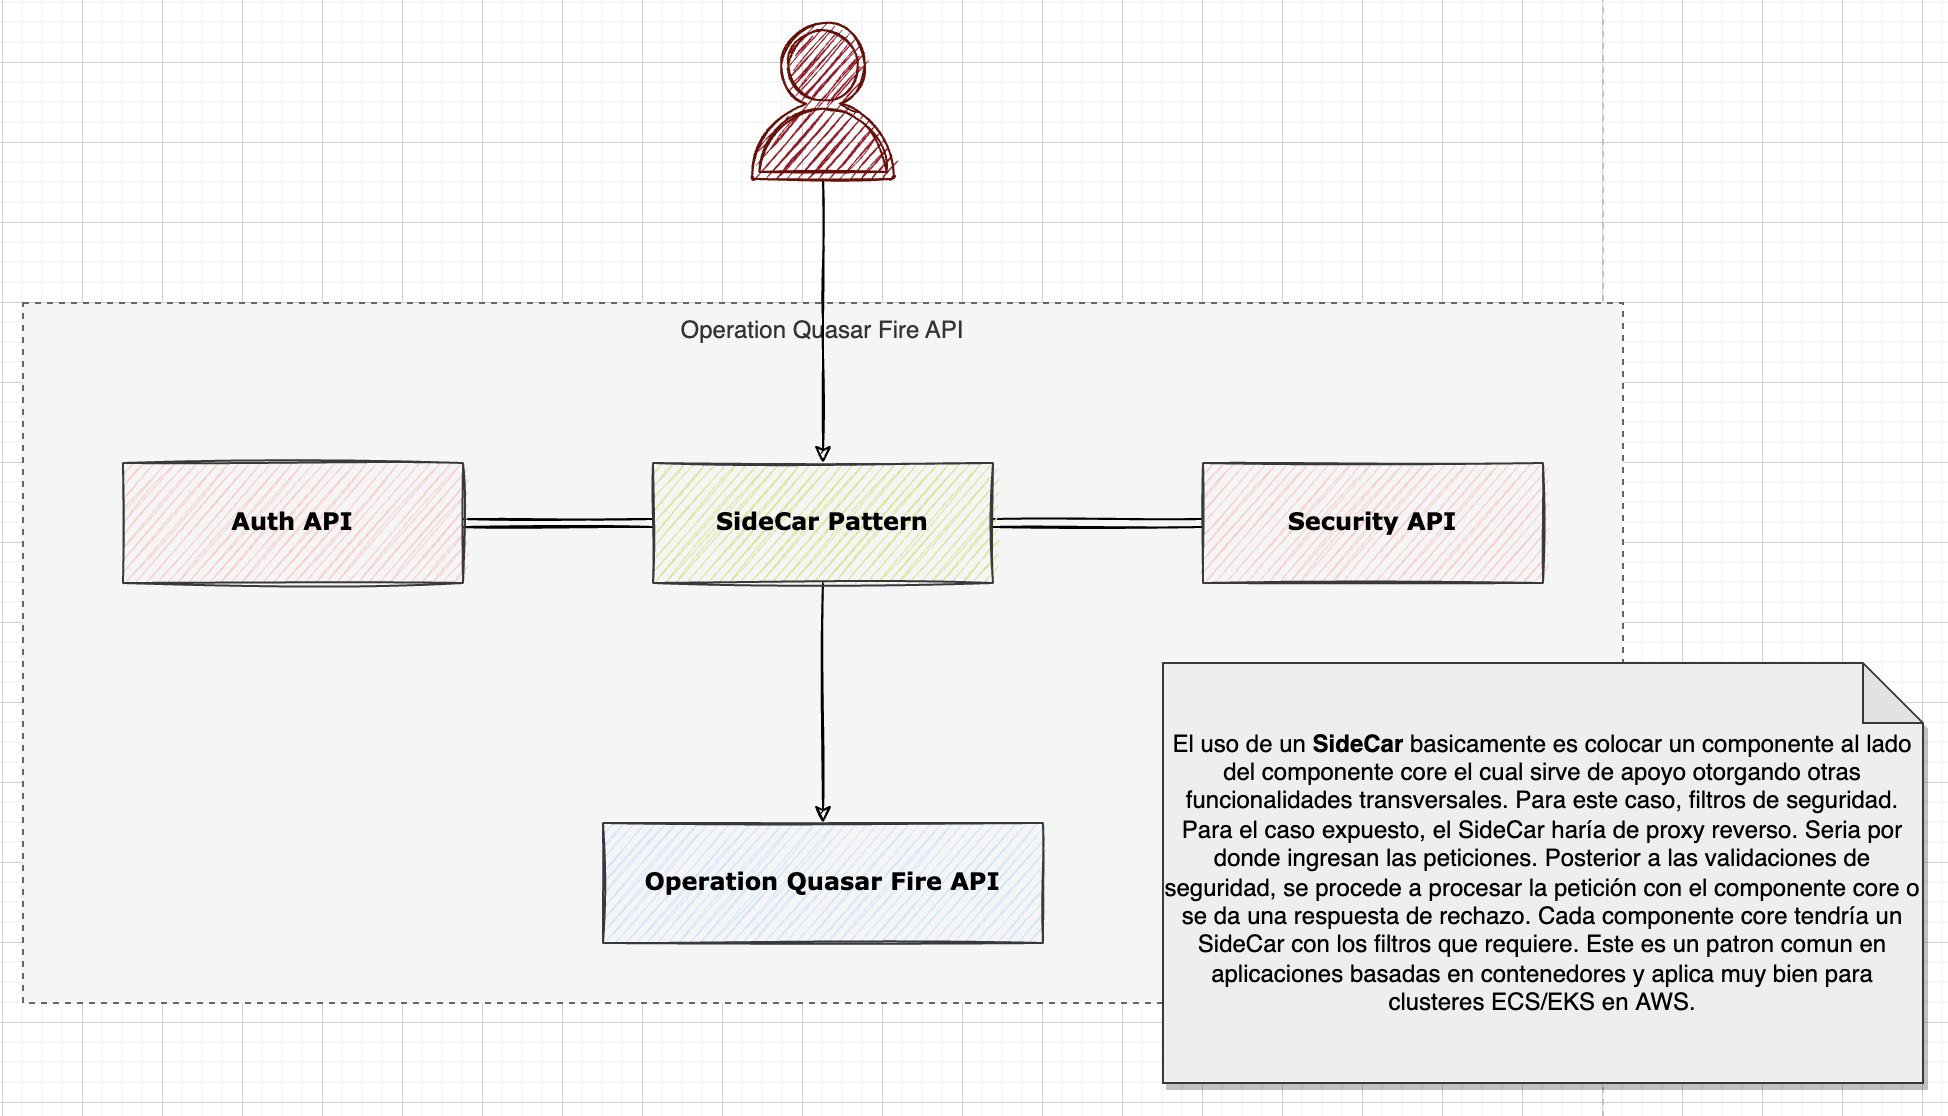 Operation Quasar Fire API
Auth API
SideCar Pattern
Security API
Operation Quasar Fire API
El uso de un SideCar basicamente es colocar un componente al lado
del componente core el cual sirve de apoyo otorgando otras
funcionalidades transversales. Para este caso, filtros de seguridad.
Para el caso expuesto, el SideCar haría de proxy reverso. Seria por
donde ingresan las peticiones. Posterior a las validaciones de
seguridad, se procede a procesar la petición con el componente core o
se da una respuesta de rechazo. Cada componente core tendría un
SideCar con los filtros que requiere. Este es un patron comun en
aplicaciones basadas en contenedores y aplica muy bien para
clusteres ECS/EKS en AWS.